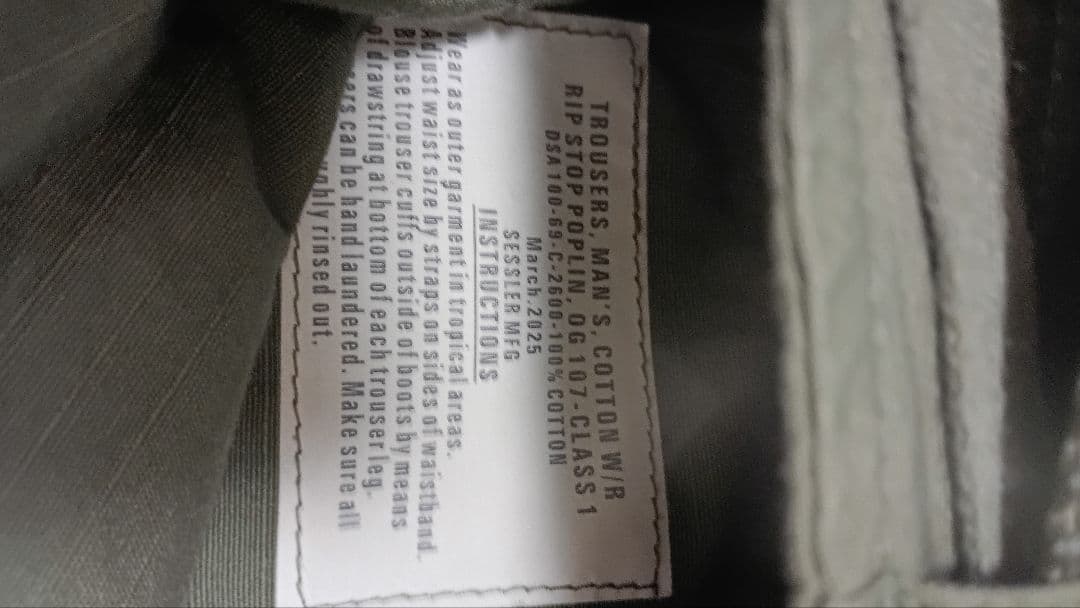 TROUSERS, MAN'S, COTTON W/R
RIP STOP POPLIN, OG 107-CLASS 1
DSA 100-69-C-2600-100% COTTON
March.2025
SESSLER MFG.
INSTRUCTIONS
Wear as outer garment in tropical areas.
Adjust waist size by straps on sides of waistband.
Blouse trouser cuffs outside of boots by means
of drawstring at bottom of each trouser leg.
can be hand laundered. Make sure all
rinsed out.